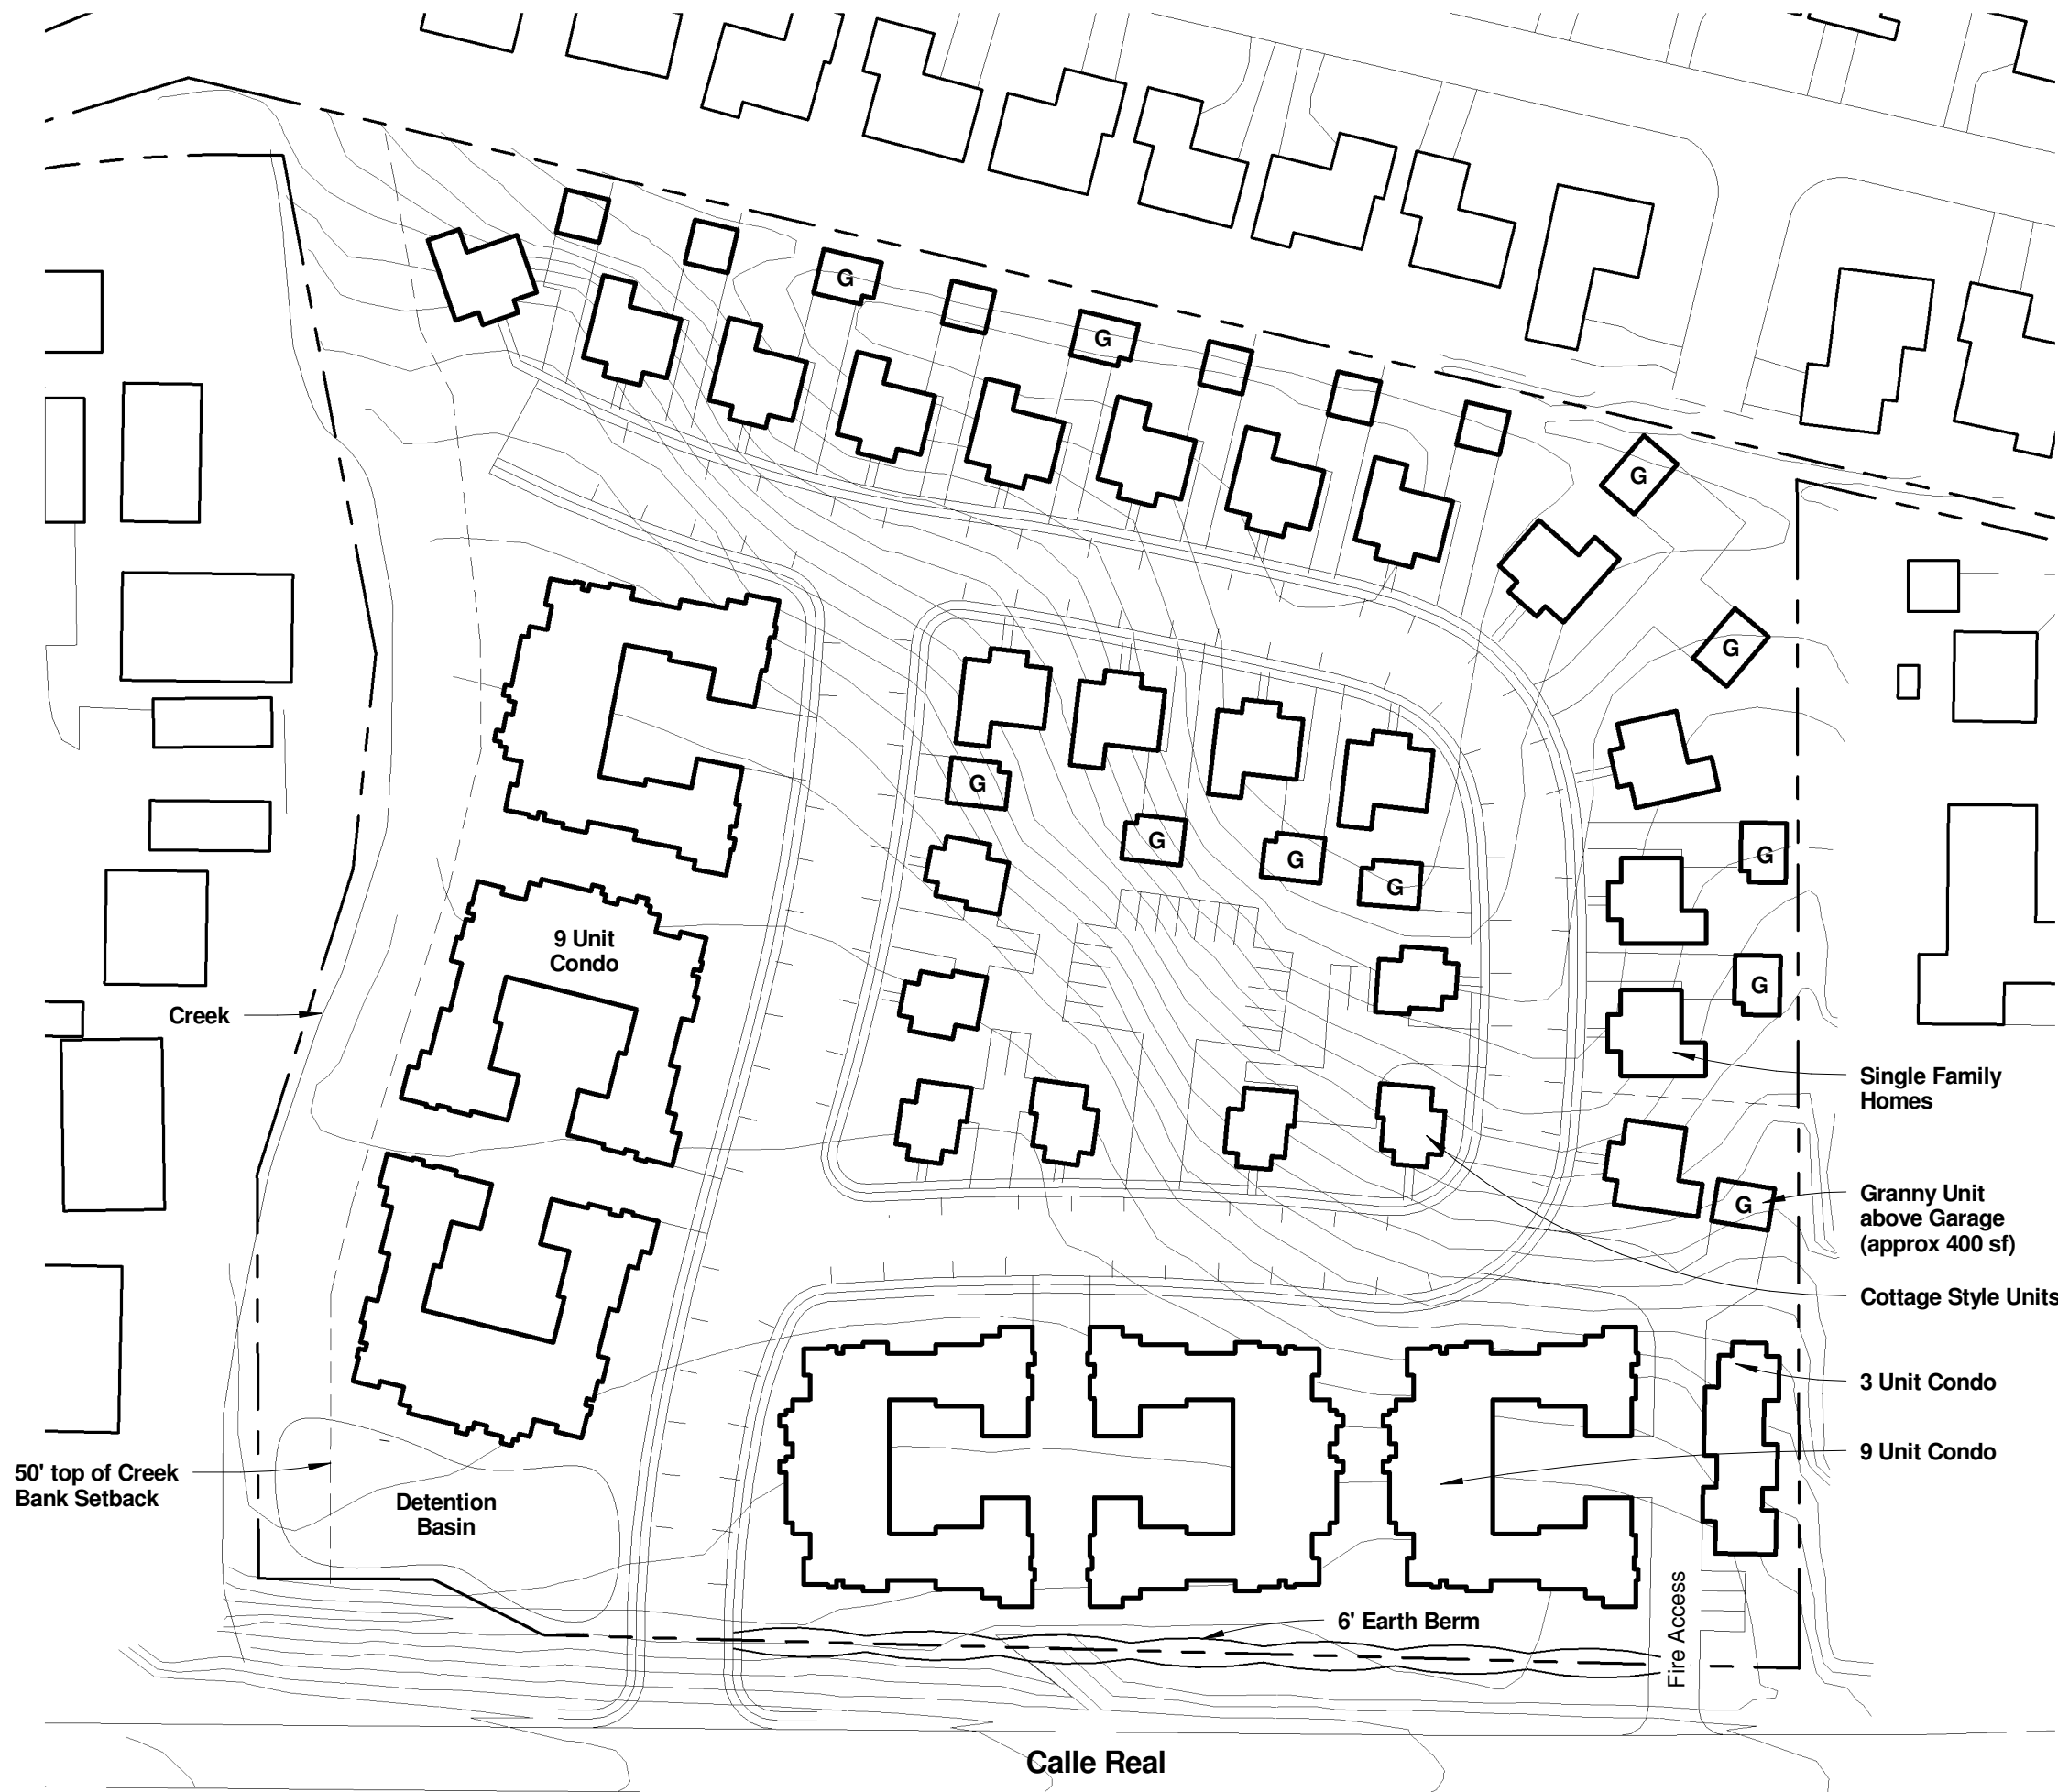 G
G
G
G
G
G
G
G
G
9 Unit
Condo
G
G
Creek
Single Family
Homes
Granny Unit
above Garage
(approx 400 sf)
G
Cottage Style Units
3 Unit Condo
9 Unit Condo
50' top of Creek
Bank Setback
Detention
Basin
6' Earth Berm
Fire Access
Calle Real